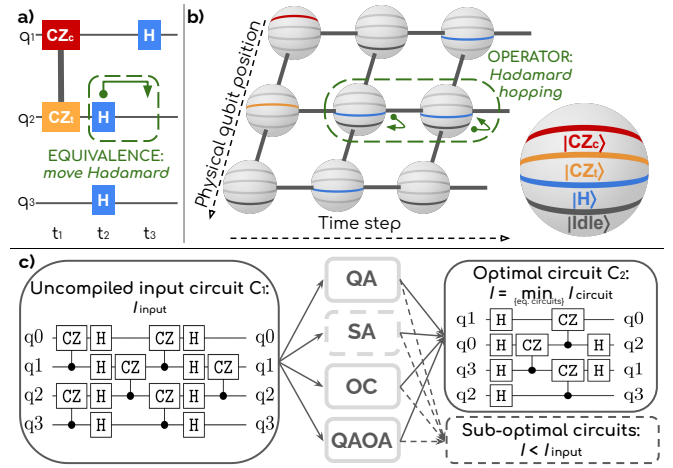 a)
q1 CZc H
q2 CZt H
EQUIVALENCE:
move Hadamard
q3 H
t1 t2 t3
b)
Physical qubit position
OPERATOR:
Hadamard
hopping
Time step
|CZc⟩
|CZt⟩
|H⟩
|Idle⟩
c)
Uncompiled input circuit C1:
I input
q0 CZ H CZ H q0
q1 H CZ H CZ q1
q2 CZ H CZ H q2
q3 H H q3
QA
SA
OC
QAOA
Optimal circuit C2:
I = min I circuit
{eq. circuits}
q1 H CZ q0
q0 H CZ H q2
q3 H CZ H q1
q2 H q3
Sub-optimal circuits:
I < I input